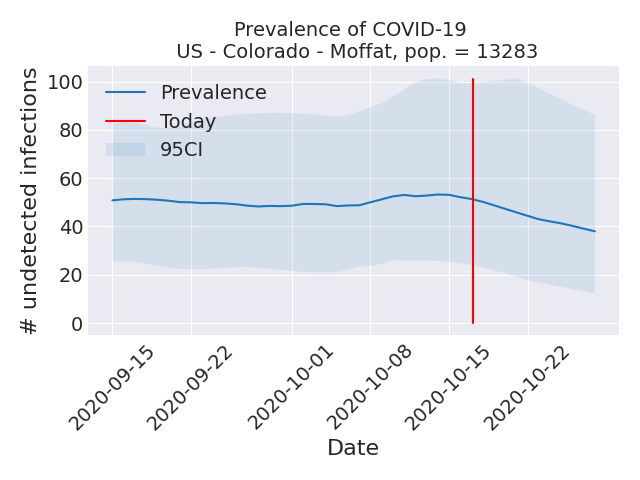 Prevalence of COVID-19
US - Colorado - Moffat, pop. = 13283
# undetected infections
100
80
60
40
20
0
Prevalence
Today
95CI
2020-09-15
2020-09-22
2020-10-01
2020-10-08
2020-10-15
2020-10-22
Date